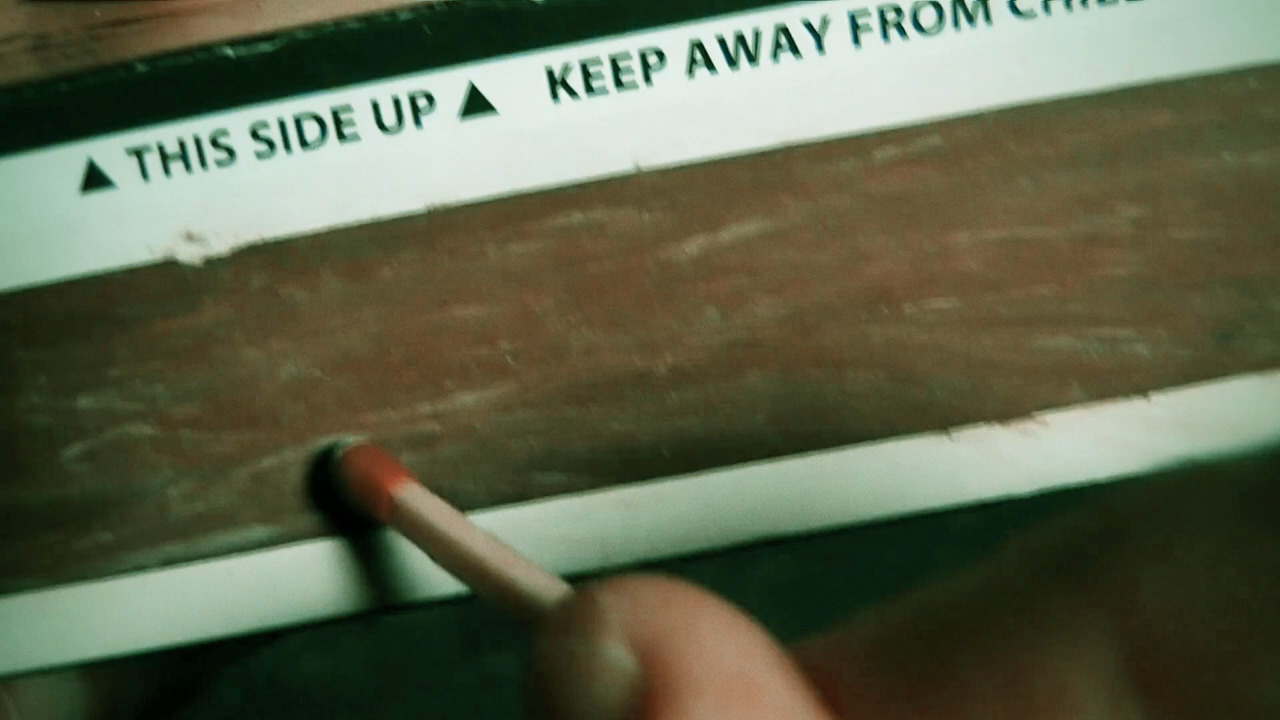 ▲ THIS SIDE UP ▲ KEEP AWAY FROM